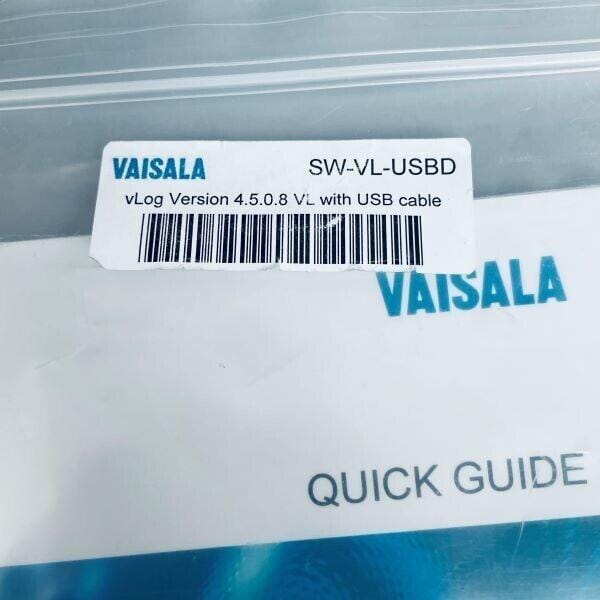 VAISALA SW-VL-USBD
vLog Version 4.5.0.8 VL with USB cable
VAISALA
QUICK GUIDE